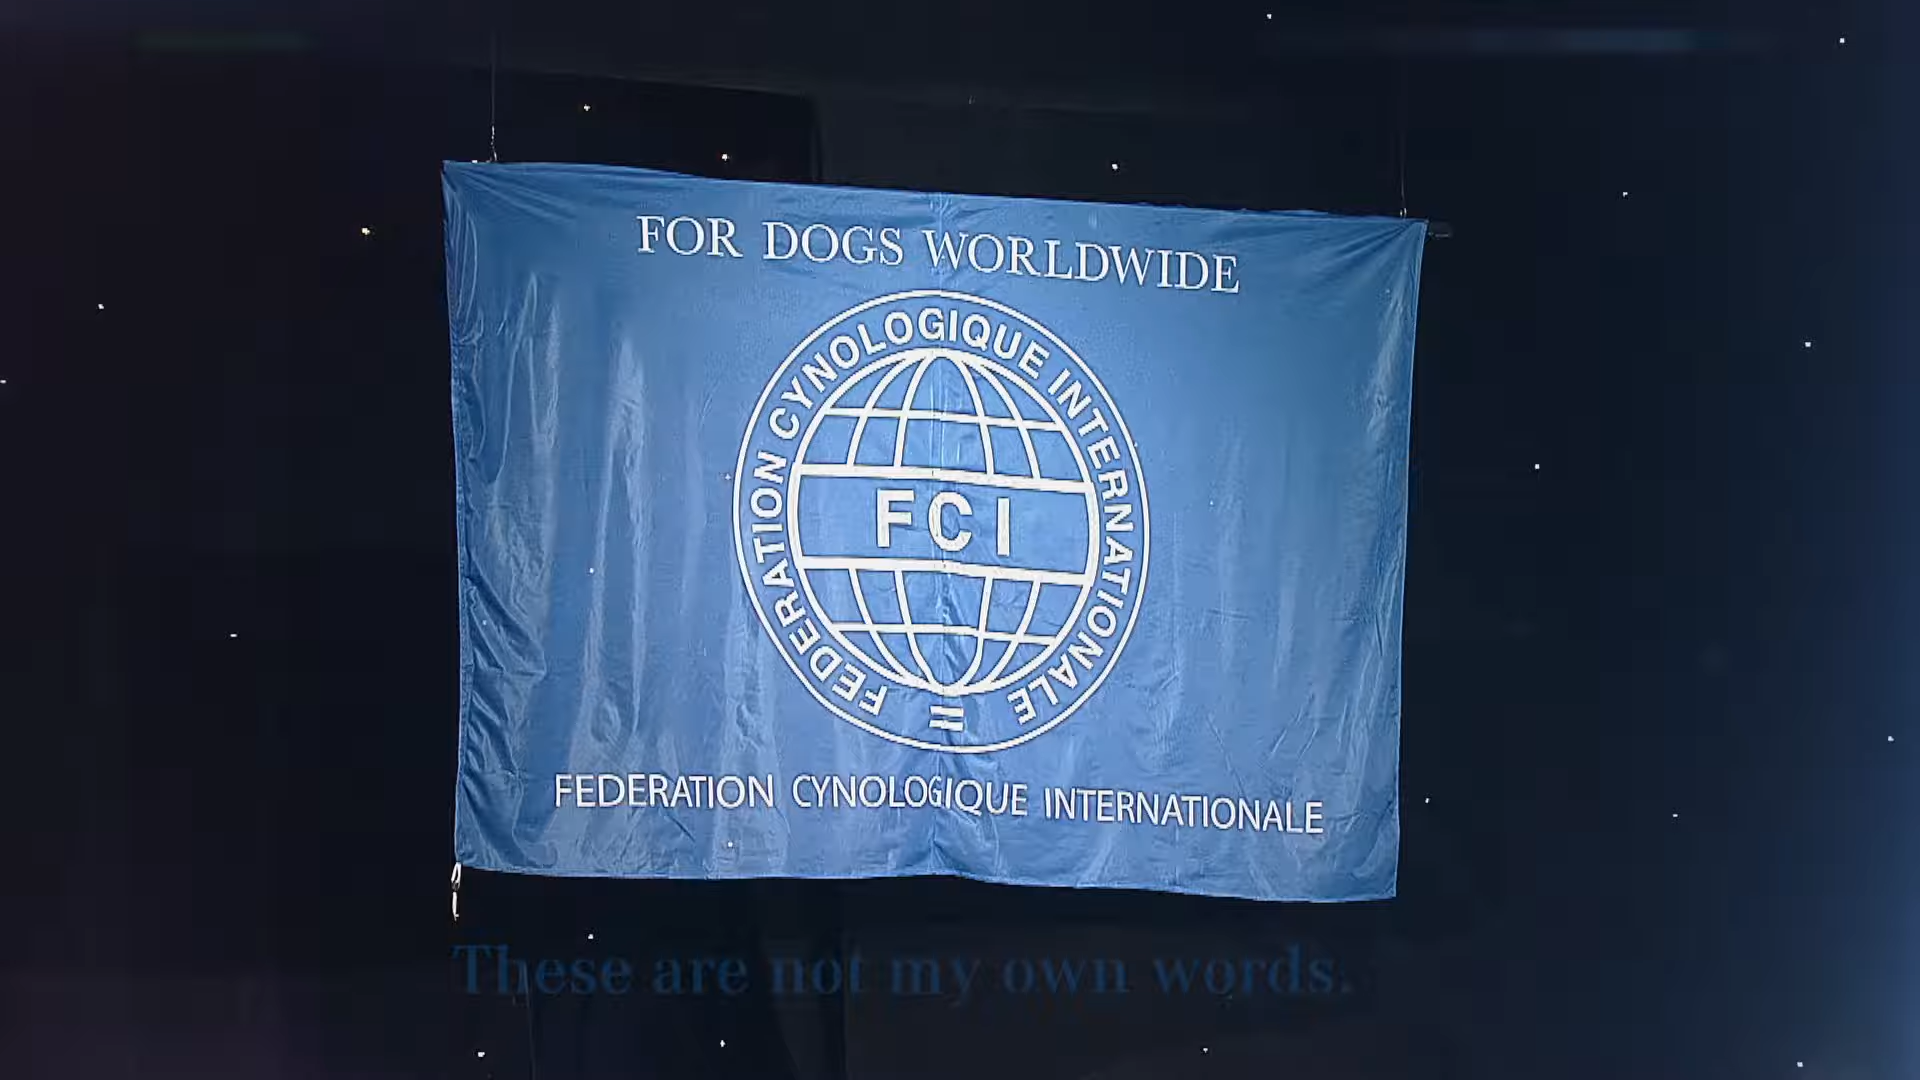 FOR DOGS WORLDWIDE
FEDERATION CYNOLOGIQUE INTERNATIONALE
FCI
=
FEDERATION CYNOLOGIQUE INTERNATIONALE
These are not my own words.